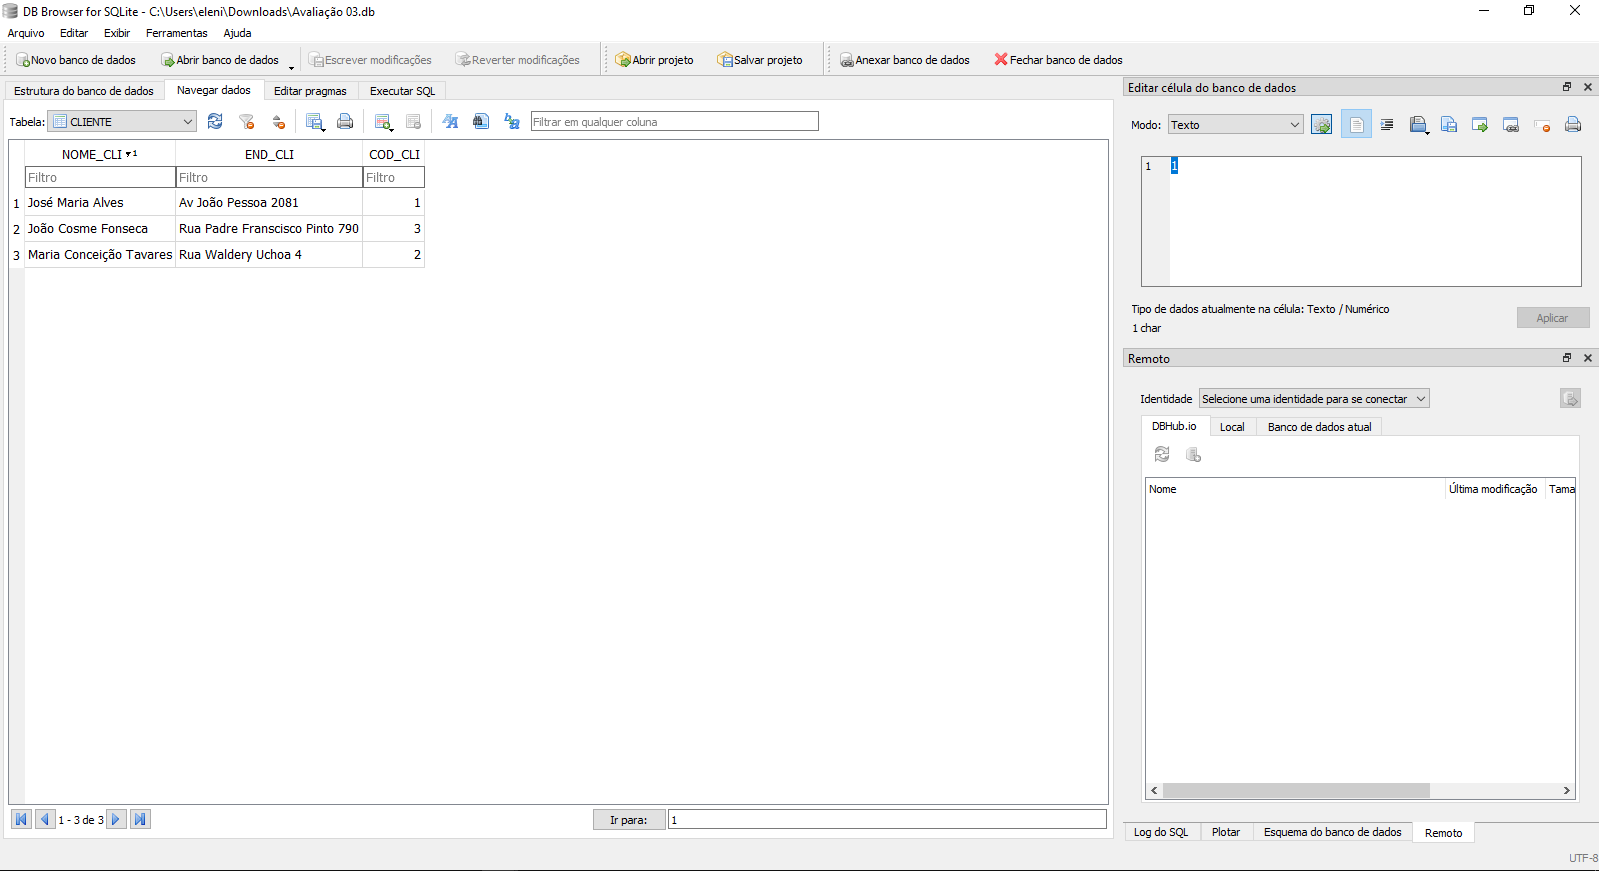 DB Browser for SQLite - C:\Users\eleni\Downloads\Avaliação 03.db
Arquivo Editar Exibir Ferramentas Ajuda
Novo banco de dados Abrir banco de dados Escrever modificações Reverter modificações Abrir projeto Salvar projeto Anexar banco de dados Fechar banco de dados
Estrutura do banco de dados Navegar dados Editar pragmas Executar SQL
Tabela: CLIENTE Filtrar em qualquer coluna
NOME_CLI 1 END_CLI COD_CLI
Filtro Filtro Filtro
1 José Maria Alves Av João Pessoa 2081 1
2 João Cosme Fonseca Rua Padre Franscisco Pinto 790 3
3 Maria Conceição Tavares Rua Waldery Uchoa 4 2
1 - 3 de 3 Ir para: 1
Editar célula do banco de dados
Modo: Texto
1 1
Tipo de dados atualmente na célula: Texto / Numérico
1 char
Aplicar
Remoto
Identidade Selecione uma identidade para se conectar
DBHub.io Local Banco de dados atual
Nome Última modificação Tama
Log do SQL Plotar Esquema do banco de dados Remoto
UTF-8